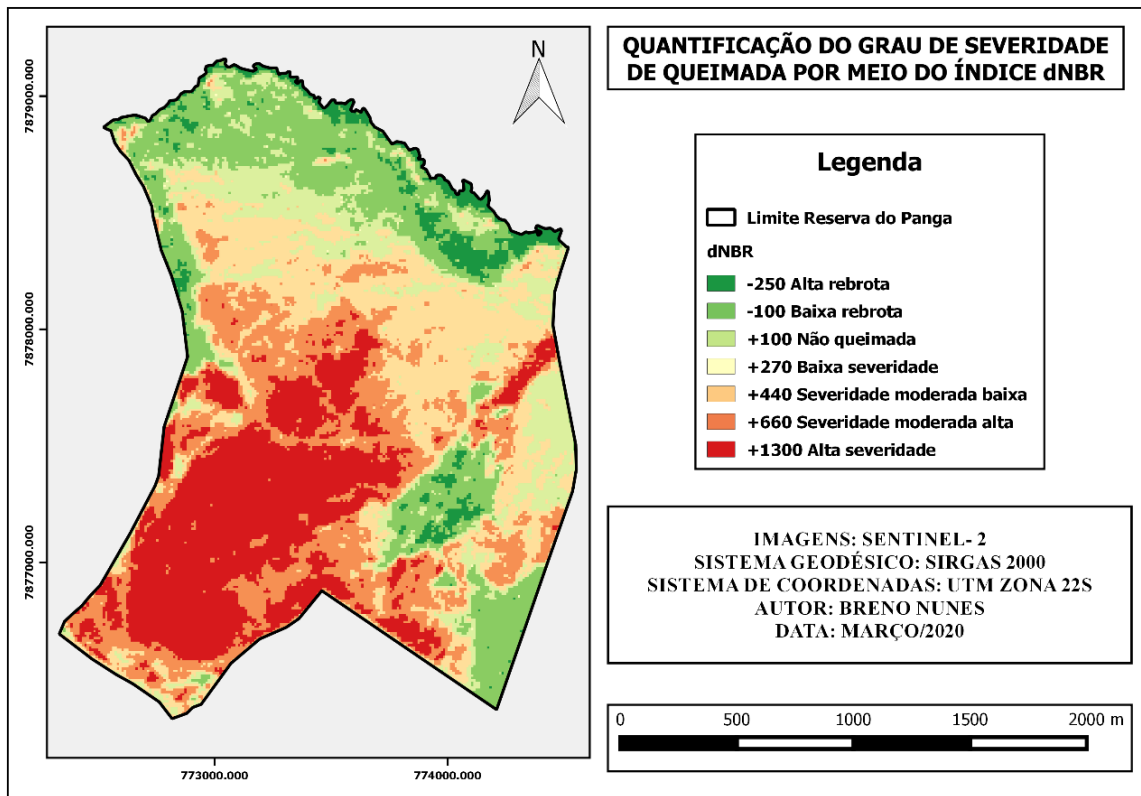 QUANTIFICAÇÃO DO GRAU DE SEVERIDADE
DE QUEIMADA POR MEIO DO ÍNDICE dNBR
N
7879000.000
7878000.000
7877000.000
773000.000
774000.000
Legenda
Limite Reserva do Panga
dNBR
-250 Alta rebrota
-100 Baixa rebrota
+100 Não queimada
+270 Baixa severidade
+440 Severidade moderada baixa
+660 Severidade moderada alta
+1300 Alta severidade
IMAGENS: SENTINEL- 2
SISTEMA GEODÉSICO: SIRGAS 2000
SISTEMA DE COORDENADAS: UTM ZONA 22S
AUTOR: BRENO NUNES
DATA: MARÇO/2020
0 500 1000 1500 2000 m